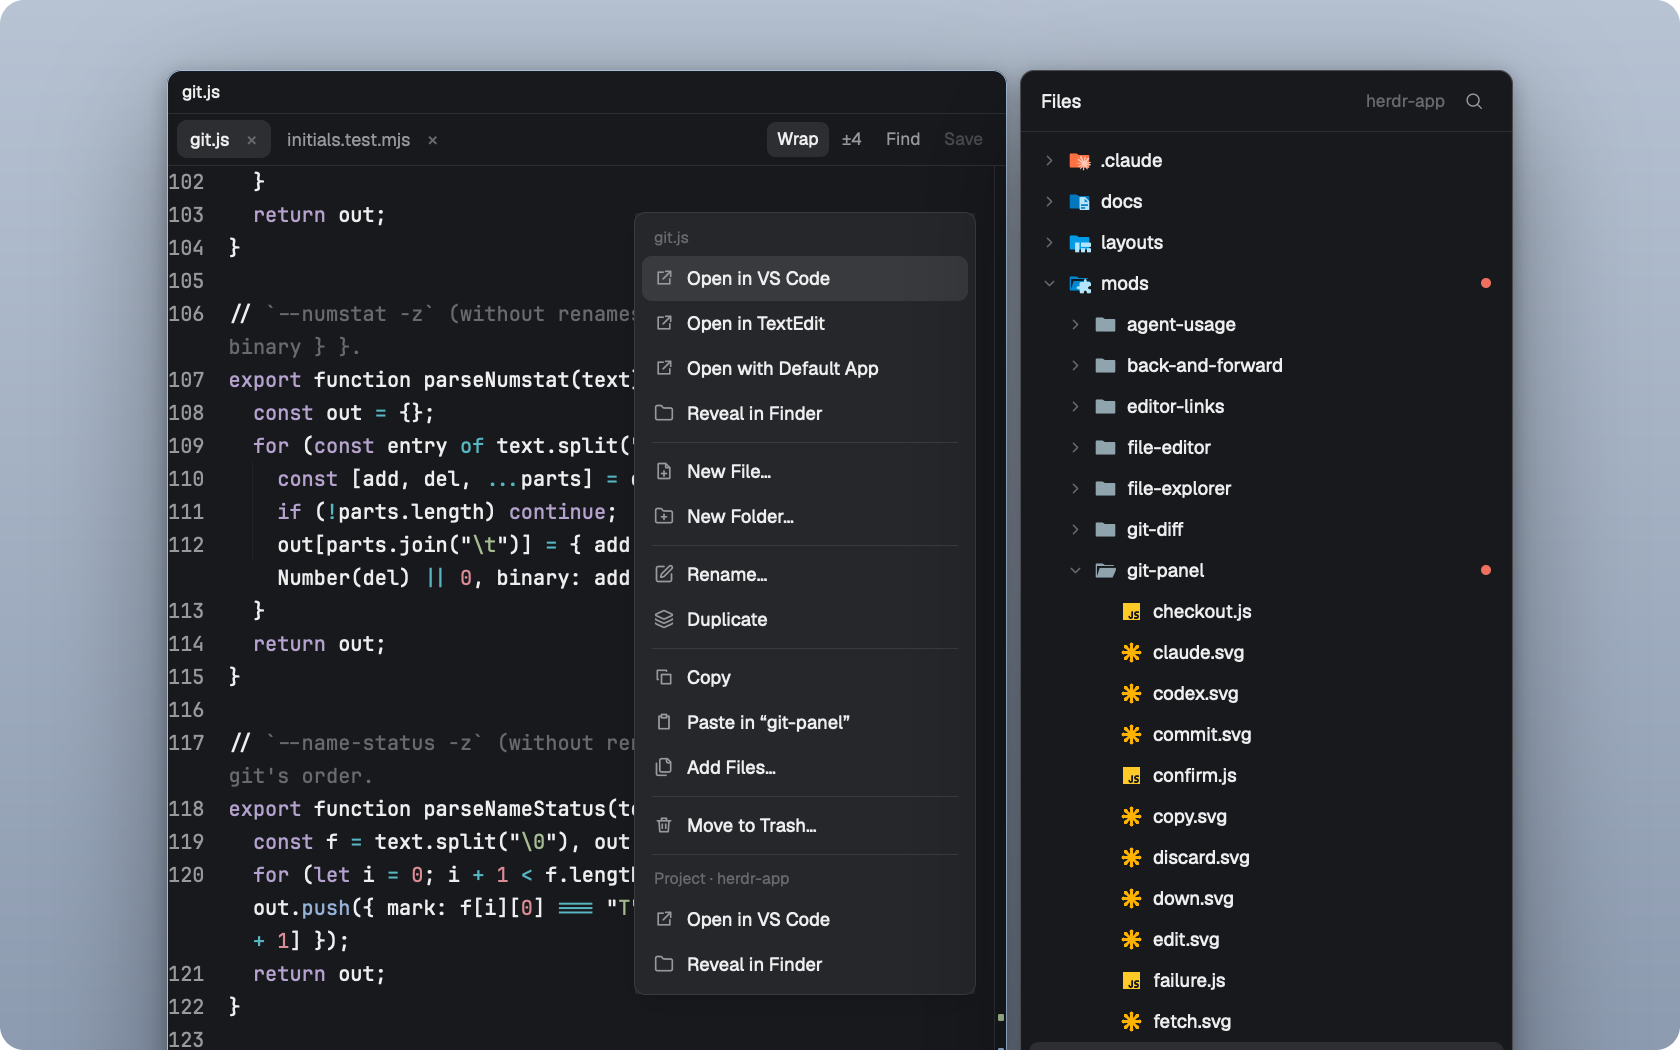 git.js
git.js ×
initials.test.mjs ×
Wrap
±4
Find
Save
102 }
103 return out;
104 }
105
106 // `--numstat -z` (without renames
binary } }.
107 export function parseNumstat(text)
108 const out = {};
109 for (const entry of text.split("
110 const [add, del, ...parts] =
111 if (!parts.length) continue;
112 out[parts.join("\t")] = { add
Number(del) || 0, binary: add
113 }
114 return out;
115 }
116
117 // `--name-status -z` (without ren
git's order.
118 export function parseNameStatus(te
119 const f = text.split("\0"), out
120 for (let i = 0; i + 1 < f.length
out.push({ mark: f[i][0] === "T"
+ 1] });
121 return out;
122 }
123
git.js
Open in VS Code
Open in TextEdit
Open with Default App
Reveal in Finder
New File...
New Folder...
Rename...
Duplicate
Copy
Paste in “git-panel”
Add Files...
Move to Trash...
Project · herdr-app
Open in VS Code
Reveal in Finder
Files
herdr-app
.claude
docs
layouts
mods
agent-usage
back-and-forward
editor-links
file-editor
file-explorer
git-diff
git-panel
JS checkout.js
claude.svg
codex.svg
commit.svg
JS confirm.js
copy.svg
discard.svg
down.svg
edit.svg
JS failure.js
fetch.svg